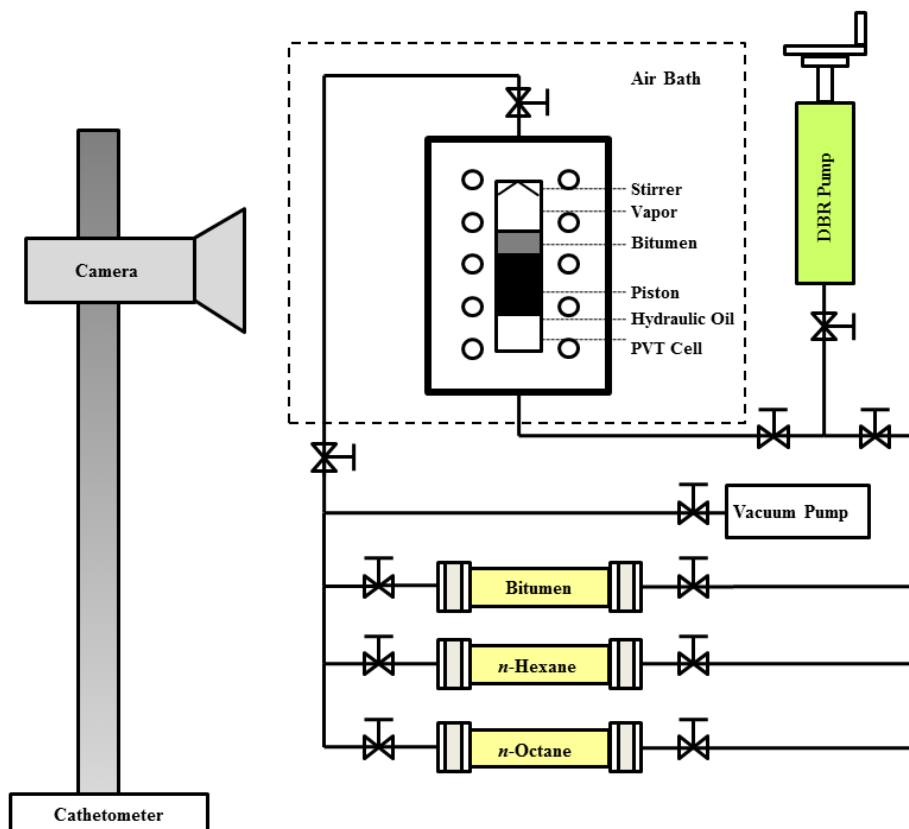 Air Bath
DBR Pump
Stirrer
Vapor
Bitumen
Camera
Piston
Hydraulic Oil
PVT Cell
Vacuum Pump
Bitumen
n-Hexane
n-Octane
Cathetometer